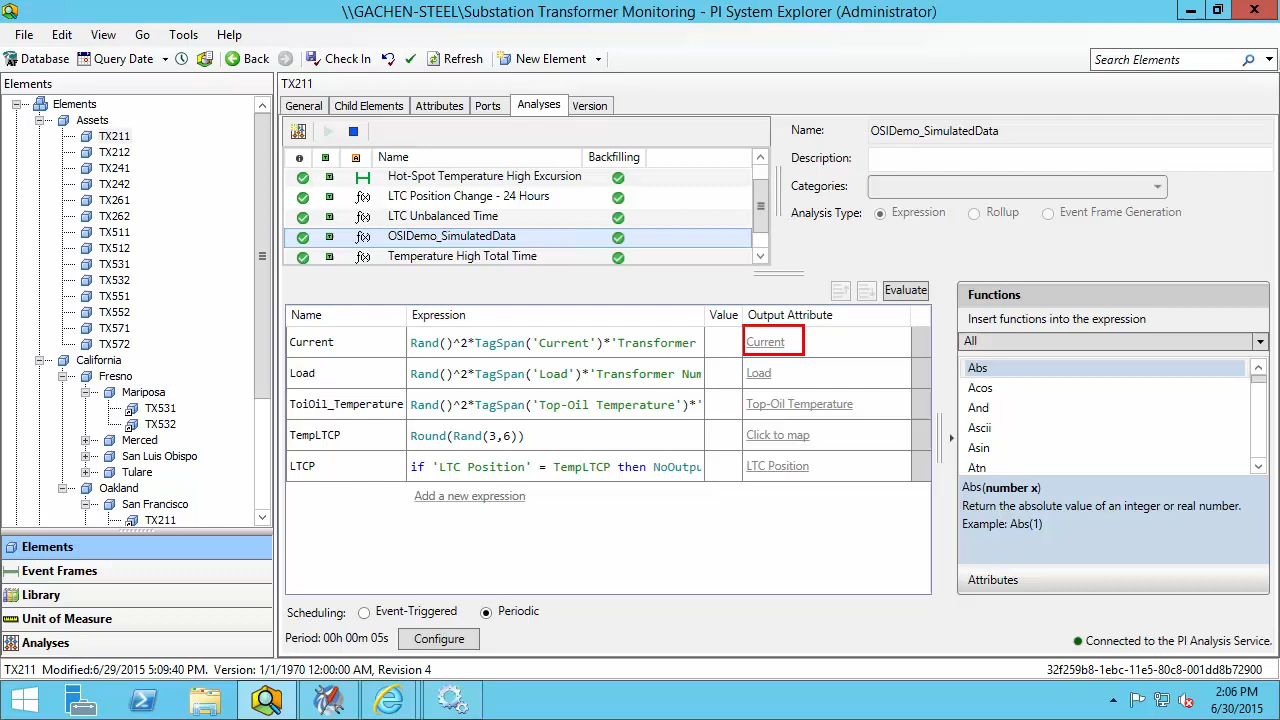 \\GACHEN-STEEL\Substation Transformer Monitoring - PI System Explorer (Administrator)
File Edit View Go Tools Help
Database Query Date Back Check In Refresh New Element Search Elements
Elements
Elements
Assets
TX211
TX212
TX241
TX242
TX261
TX262
TX511
TX512
TX531
TX532
TX551
TX552
TX571
TX572
California
Fresno
Mariposa
TX531
TX532
Merced
San Luis Obispo
Tulare
Oakland
San Francisco
TX211
Elements
Event Frames
Library
Unit of Measure
Analyses
TX211
General Child Elements Attributes Ports Analyses Version
Name Backfilling
Hot-Spot Temperature High Excursion
LTC Position Change - 24 Hours
LTC Unbalanced Time
OSIDemo_SimulatedData
Temperature High Total Time
Name: OSIDemo_SimulatedData
Description:
Categories:
Analysis Type: Expression Rollup Event Frame Generation
Evaluate
Name Expression Value Output Attribute
Current Rand()^2*TagSpan('Current')*'Transformer Current
Load Rand()^2*TagSpan('Load')*'Transformer Num Load
ToiOil_Temperature Rand()^2*TagSpan('Top-Oil Temperature')*' Top-Oil Temperature
TempLTCP Round(Rand(3,6)) Click to map
LTCP if 'LTC Position' = TempLTCP then NoOutpu LTC Position
Add a new expression
Functions
Insert functions into the expression
All
Abs
Acos
And
Ascii
Asin
Atn
Abs(number x)
Return the absolute value of an integer or real number.
Example: Abs(1)
Attributes
Scheduling: Event-Triggered Periodic
Period: 00h 00m 05s Configure
Connected to the PI Analysis Service.
TX211 Modified:6/29/2015 5:09:40 PM. Version: 1/1/1970 12:00:00 AM, Revision 4 32f259b8-1ebc-11e5-80c8-001dd8b72900
2:06 PM
6/30/2015